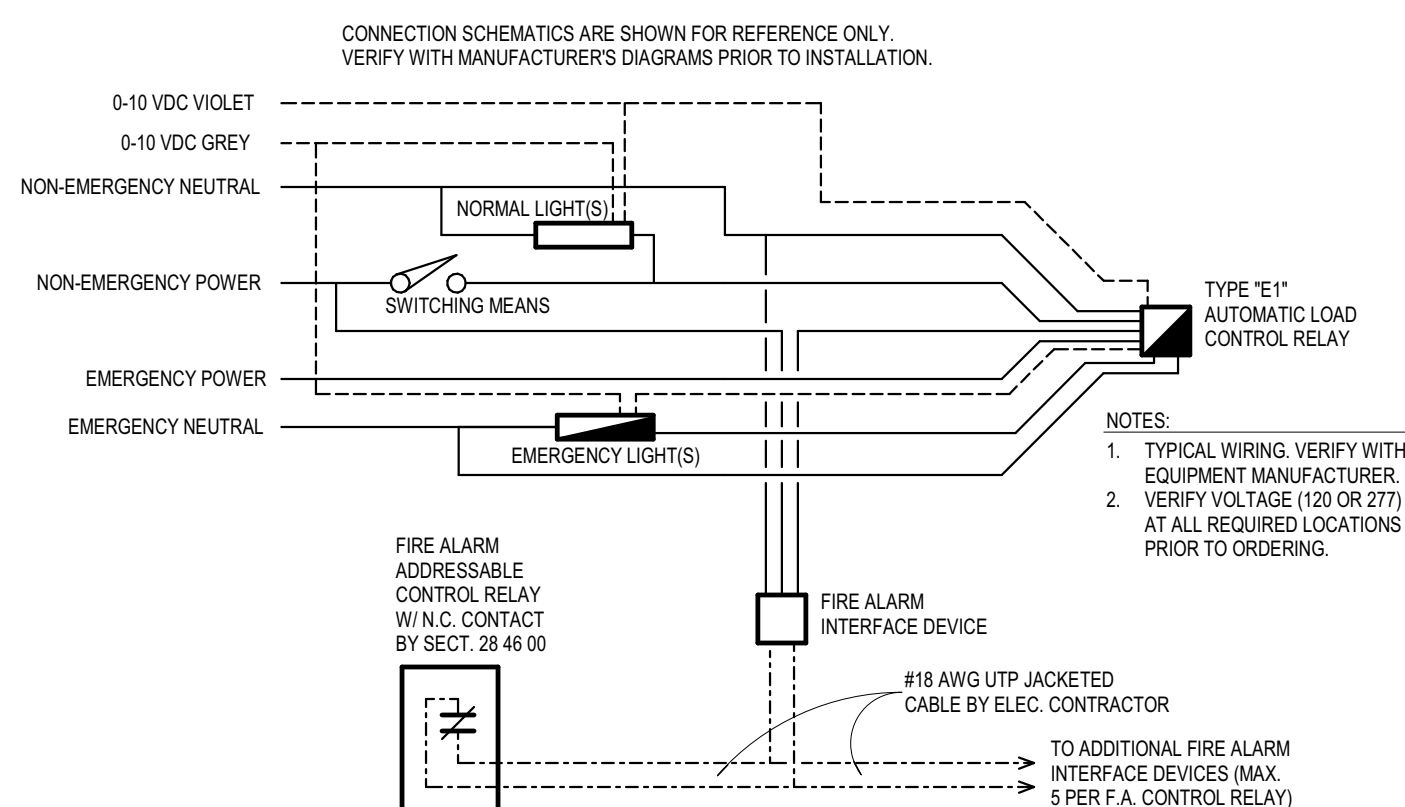 CONNECTION SCHEMATICS ARE SHOWN FOR REFERENCE ONLY.
VERIFY WITH MANUFACTURER'S DIAGRAMS PRIOR TO INSTALLATION.
0-10 VDC VIOLET
0-10 VDC GREY
NON-EMERGENCY NEUTRAL
NORMAL LIGHT(S)
NON-EMERGENCY POWER
SWITCHING MEANS
TYPE "E1"
AUTOMATIC LOAD
CONTROL RELAY
EMERGENCY POWER
EMERGENCY NEUTRAL
EMERGENCY LIGHT(S)
NOTES:
1. TYPICAL WIRING. VERIFY WITH
EQUIPMENT MANUFACTURER.
2. VERIFY VOLTAGE (120 OR 277)
AT ALL REQUIRED LOCATIONS
PRIOR TO ORDERING.
FIRE ALARM
ADDRESSABLE
CONTROL RELAY
W/ N.C. CONTACT
BY SECT. 28 46 00
FIRE ALARM
INTERFACE DEVICE
#18 AWG UTP JACKETED
CABLE BY ELEC. CONTRACTOR
TO ADDITIONAL FIRE ALARM
INTERFACE DEVICES (MAX.
5 PER F.A. CONTROL RELAY)